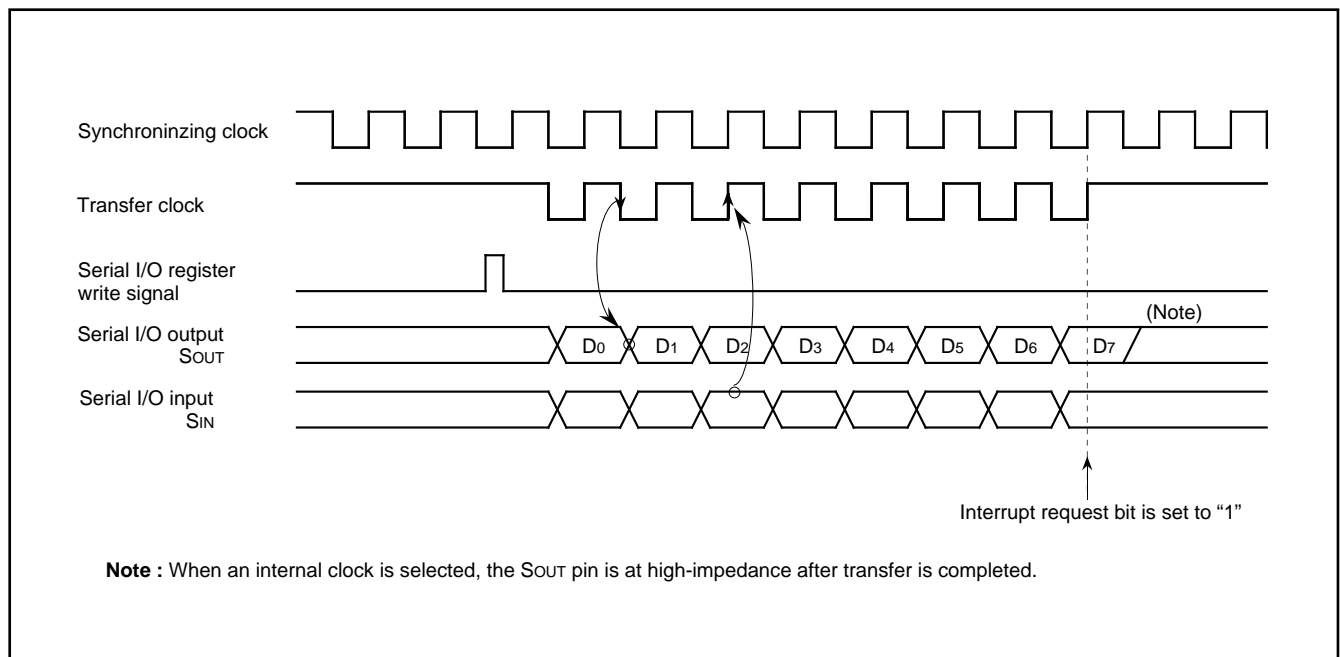 Synchroninzing clock
Transfer clock
Serial I/O register
write signal
Serial I/O output
SOUT
(Note)
D0 D1 D2 D3 D4 D5 D6 D7
Serial I/O input
SIN
Interrupt request bit is set to “1”
Note : When an internal clock is selected, the SOUT pin is at high-impedance after transfer is completed.